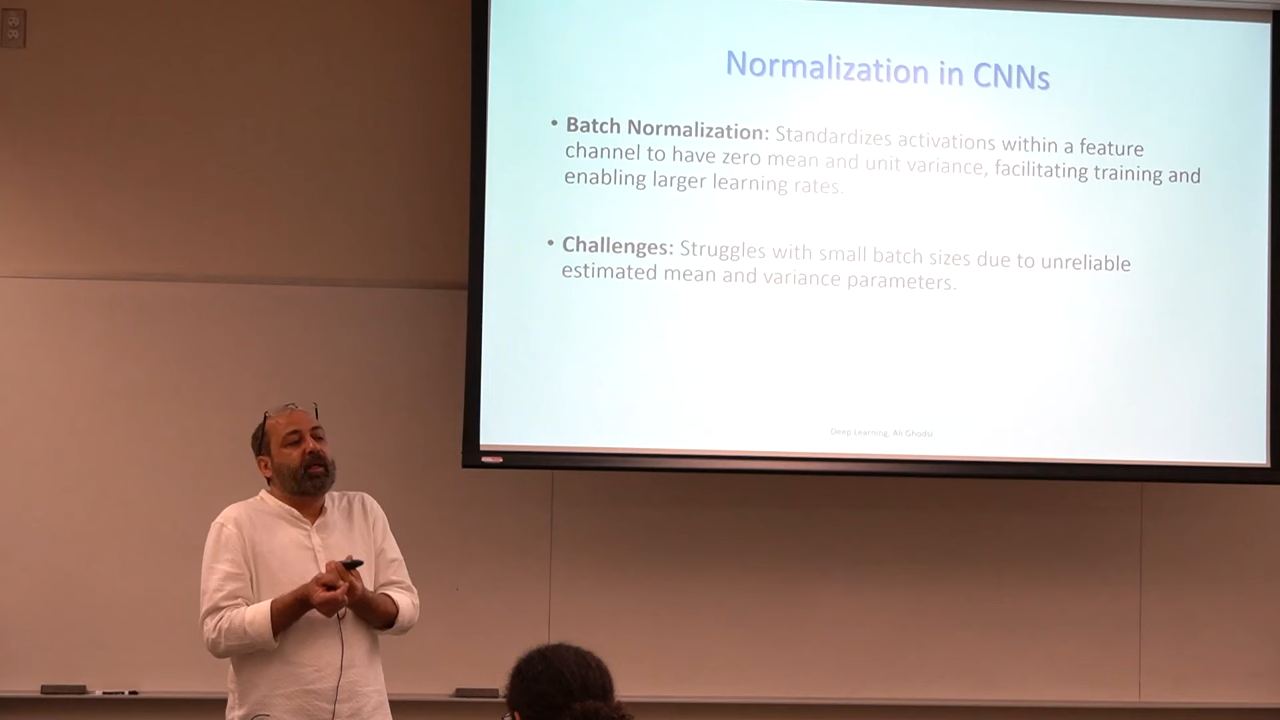 Normalization in CNNs
• Batch Normalization: Standardizes activations within a feature
channel to have zero mean and unit variance, facilitating training and
enabling larger learning rates.
• Challenges: Struggles with small batch sizes due to unreliable
estimated mean and variance parameters.
Deep Learning, Ali Ghodsi